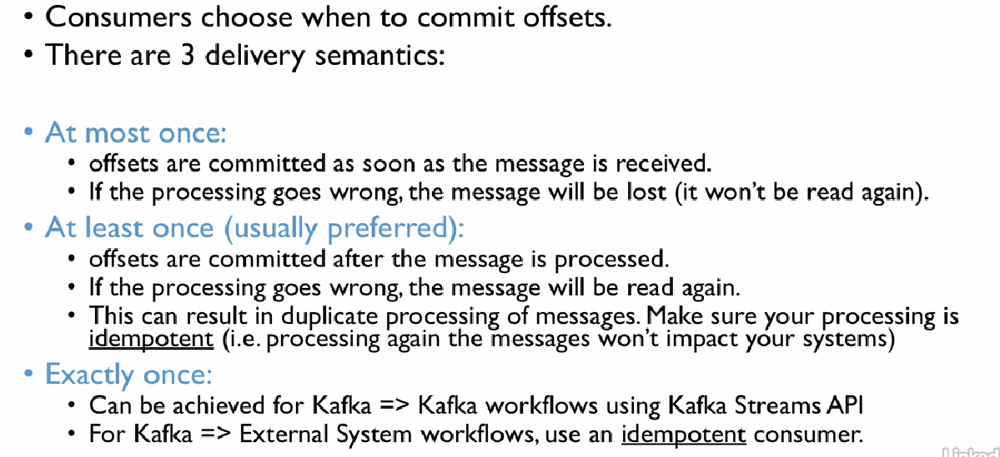 • Consumers choose when to commit offsets.
• There are 3 delivery semantics:
• At most once:
• offsets are committed as soon as the message is received.
• If the processing goes wrong, the message will be lost (it won’t be read again).
• At least once (usually preferred):
• offsets are committed after the message is processed.
• If the processing goes wrong, the message will be read again.
• This can result in duplicate processing of messages. Make sure your processing is
idempotent (i.e. processing again the messages won’t impact your systems)
• Exactly once:
• Can be achieved for Kafka => Kafka workflows using Kafka Streams API
• For Kafka => External System workflows, use an idempotent consumer.